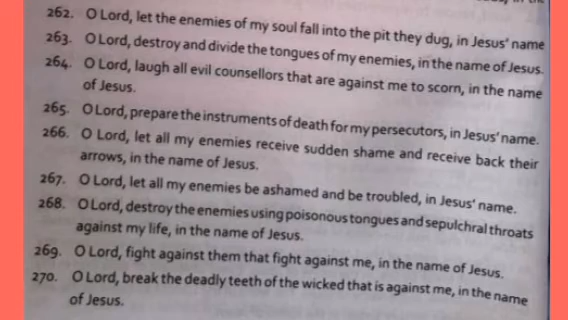 262. O Lord, let the enemies of my soul fall into the pit they dug, in Jesus' name
263. O Lord, destroy and divide the tongues of my enemies, in the name of Jesus.
264. O Lord, laugh all evil counsellors that are against me to scorn, in the name
of Jesus.
265. O Lord, prepare the instruments of death for my persecutors, in Jesus' name.
266. O Lord, let all my enemies receive sudden shame and receive back their
arrows, in the name of Jesus.
267. O Lord, let all my enemies be ashamed and be troubled, in Jesus' name.
268. O Lord, destroy the enemies using poisonous tongues and sepulchral throats
against my life, in the name of Jesus.
269. O Lord, fight against them that fight against me, in the name of Jesus.
270. O Lord, break the deadly teeth of the wicked that is against me, in the name
of Jesus.